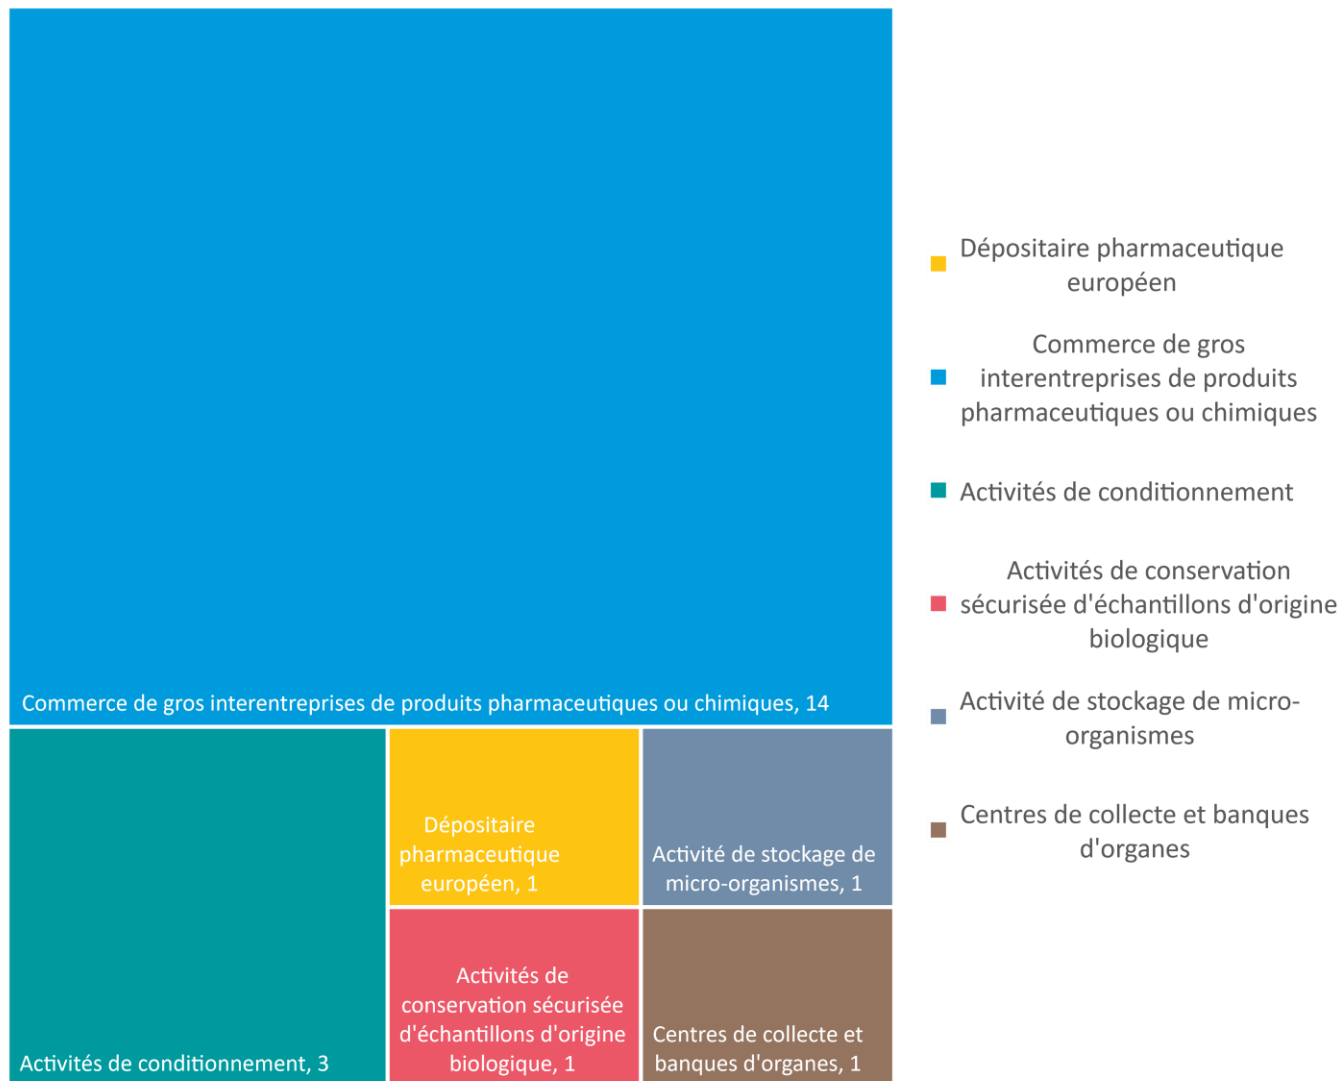 Commerce de gros interentreprises de produits pharmaceutiques ou chimiques, 14
Activités de conditionnement, 3
Dépositaire
pharmaceutique
européen, 1
Activité de stockage de
micro-organismes, 1
Activités de
conservation sécurisée
d'échantillons d'origine
biologique, 1
Centres de collecte et
banques d'organes, 1
Dépositaire pharmaceutique
européen
Commerce de gros
interentreprises de produits
pharmaceutiques ou chimiques
Activités de conditionnement
Activités de conservation
sécurisée d'échantillons d'origine
biologique
Activité de stockage de micro-
organismes
Centres de collecte et banques
d'organes